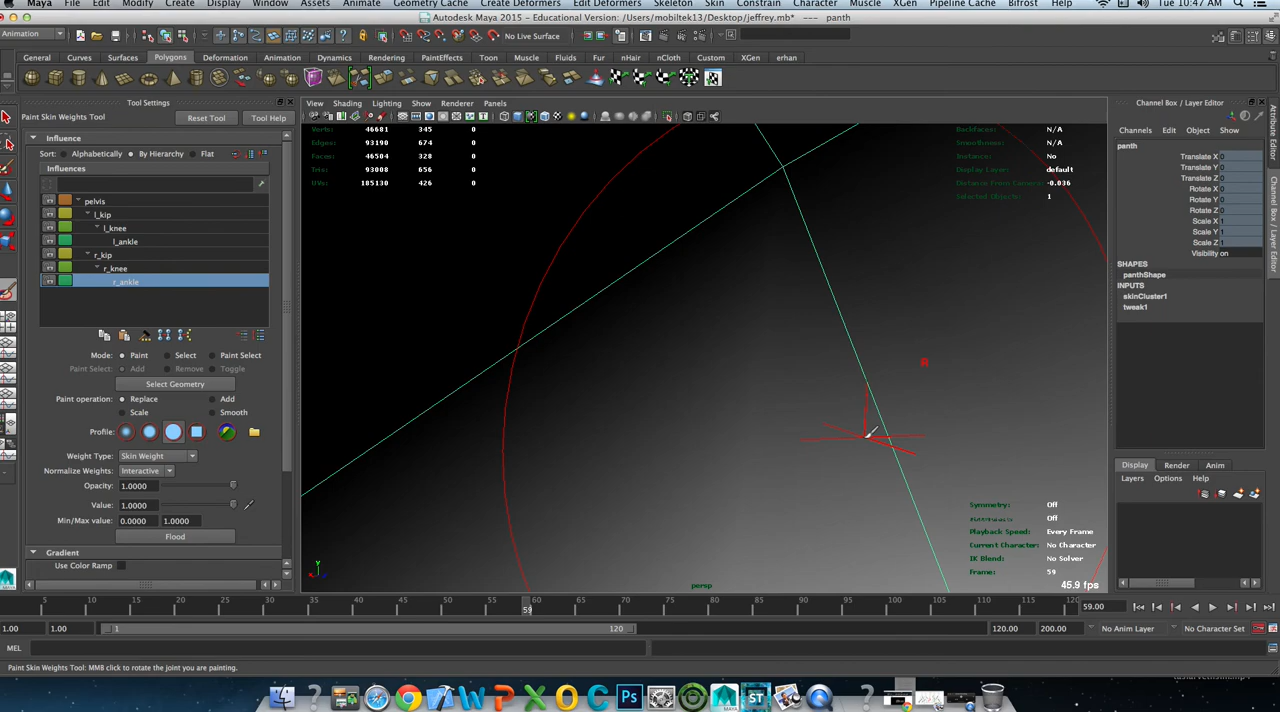 Maya File Edit Modify Create Display Window Assets Animate Geometry Cache Create Deformers Edit Deformers Skeleton Skin Constrain Character Muscle XGen Pipeline Cache Bifrost Help Tue 10:47 AM
Autodesk Maya 2015 - Educational Version: /Users/mobiltek13/Desktop/jeffrey.mb* --- panth
Animation No Live Surface
General Curves Surfaces Polygons Deformation Animation Dynamics Rendering PaintEffects Toon Muscle Fluids Fur nHair nCloth Custom XGen erhan
Tool Settings
Paint Skin Weights Tool Reset Tool Tool Help
Influence
Sort: Alphabetically By Hierarchy Flat
Influences
pelvis
l_kip
l_knee
l_ankle
r_kip
r_knee
r_ankle
Mode: Paint Select Paint Select
Paint Select: Add Remove Toggle
Select Geometry
Paint operation: Replace Add
Scale Smooth
Profile:
Weight Type: Skin Weight
Normalize Weights: Interactive
Opacity: 1.0000
Value: 1.0000
Min/Max value: 0.0000 1.0000
Flood
Gradient
Use Color Ramp
View Shading Lighting Show Renderer Panels
Verts: 46681 345 0
Edges: 93190 674 0
Faces: 46504 328 0
Tris: 93008 656 0
UVs: 185130 426 0
Backfaces: N/A
Smoothness: N/A
Instance: No
Display Layer: default
Distance From Camera: -0.036
Selected Objects: 1
R
Symmetry: Off
Off
Playback Speed: Every Frame
Current Character: No Character
IK Blend: No Solver
Frame: 59
45.9 fps
persp
y
Channel Box / Layer Editor
Channels Edit Object Show
panth
Translate X 0
Translate Y 0
Translate Z 0
Rotate X 0
Rotate Y 0
Rotate Z 0
Scale X 1
Scale Y 1
Scale Z 1
Visibility on
SHAPES
panthShape
INPUTS
skinCluster1
tweak1
Attribute Editor
Channel Box / Layer Editor
Display Render Anim
Layers Options Help
5 10 15 20 25 30 35 40 45 50 55 60 65 70 75 80 85 90 95 100 105 110 115 120
59
59.00
1.00 1.00 1 120 120.00 200.00 No Anim Layer No Character Set
MEL
Paint Skin Weights Tool: MMB click to rotate the joint you are painting.